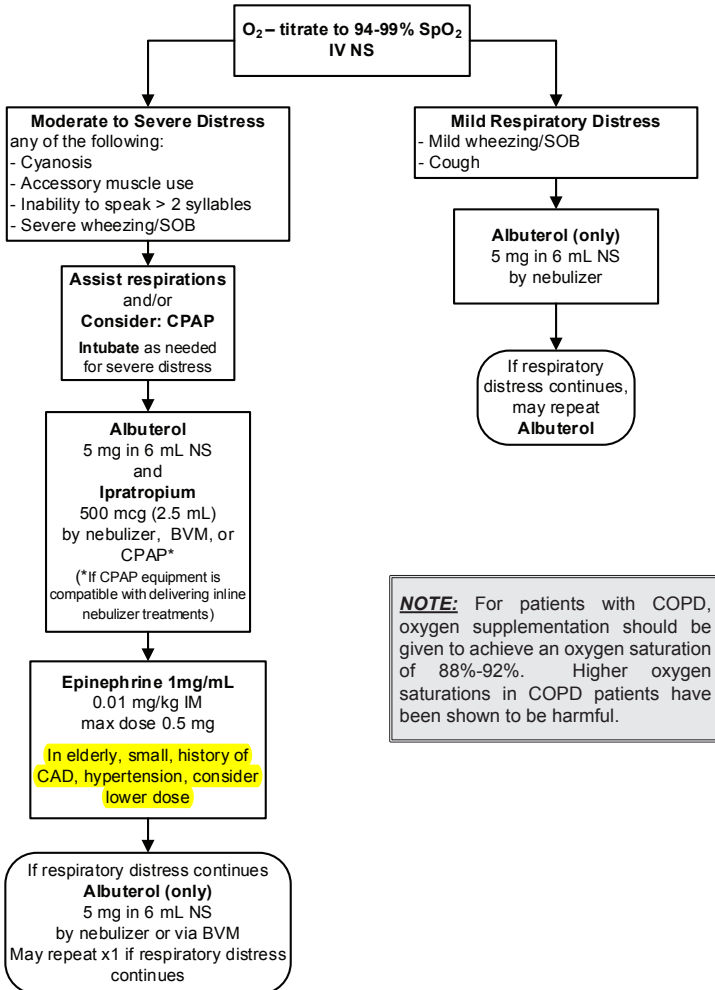 O₂ – titrate to 94-99% SpO₂
IV NS
Moderate to Severe Distress
any of the following:
- Cyanosis
- Accessory muscle use
- Inability to speak > 2 syllables
- Severe wheezing/SOB
Assist respirations
and/or
Consider: CPAP
Intubate as needed
for severe distress
Albuterol
5 mg in 6 mL NS
and
Ipratropium
500 mcg (2.5 mL)
by nebulizer, BVM, or
CPAP*
(*If CPAP equipment is
compatible with delivering inline
nebulizer treatments)
Epinephrine 1mg/mL
0.01 mg/kg IM
max dose 0.5 mg
In elderly, small, history of
CAD, hypertension, consider
lower dose
If respiratory distress continues
Albuterol (only)
5 mg in 6 mL NS
by nebulizer or via BVM
May repeat x1 if respiratory distress
continues
Mild Respiratory Distress
- Mild wheezing/SOB
- Cough
Albuterol (only)
5 mg in 6 mL NS
by nebulizer
If respiratory
distress continues,
may repeat
Albuterol
NOTE: For patients with COPD,
oxygen supplementation should be
given to achieve an oxygen saturation
of 88%-92%. Higher oxygen
saturations in COPD patients have
been shown to be harmful.